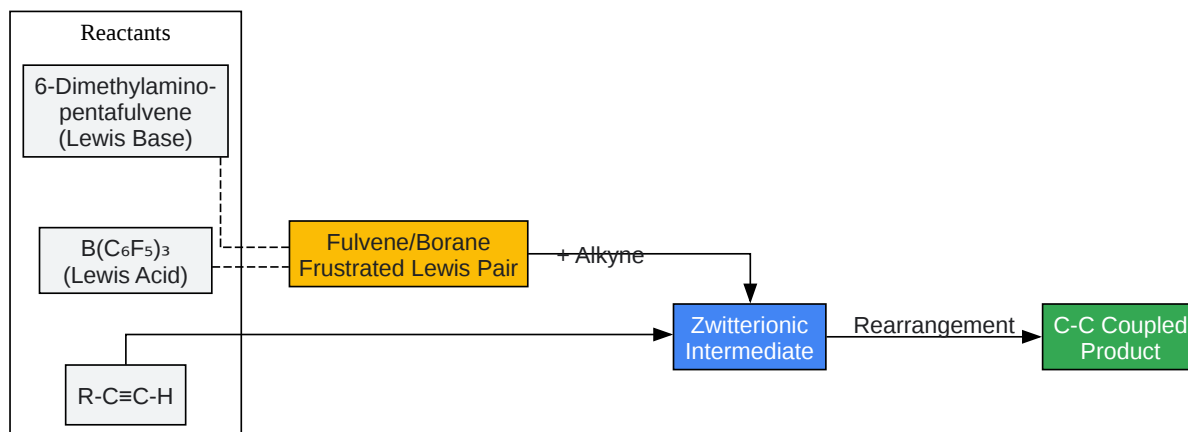 Reactants
6-Dimethylamino-
pentafulvene
(Lewis Base)
B(C₆F₅)₃
(Lewis Acid)
Fulvene/Borane
Frustrated Lewis Pair
+ Alkyne
Zwitterionic
Intermediate
Rearrangement
C-C Coupled
Product
R-C≡C-H